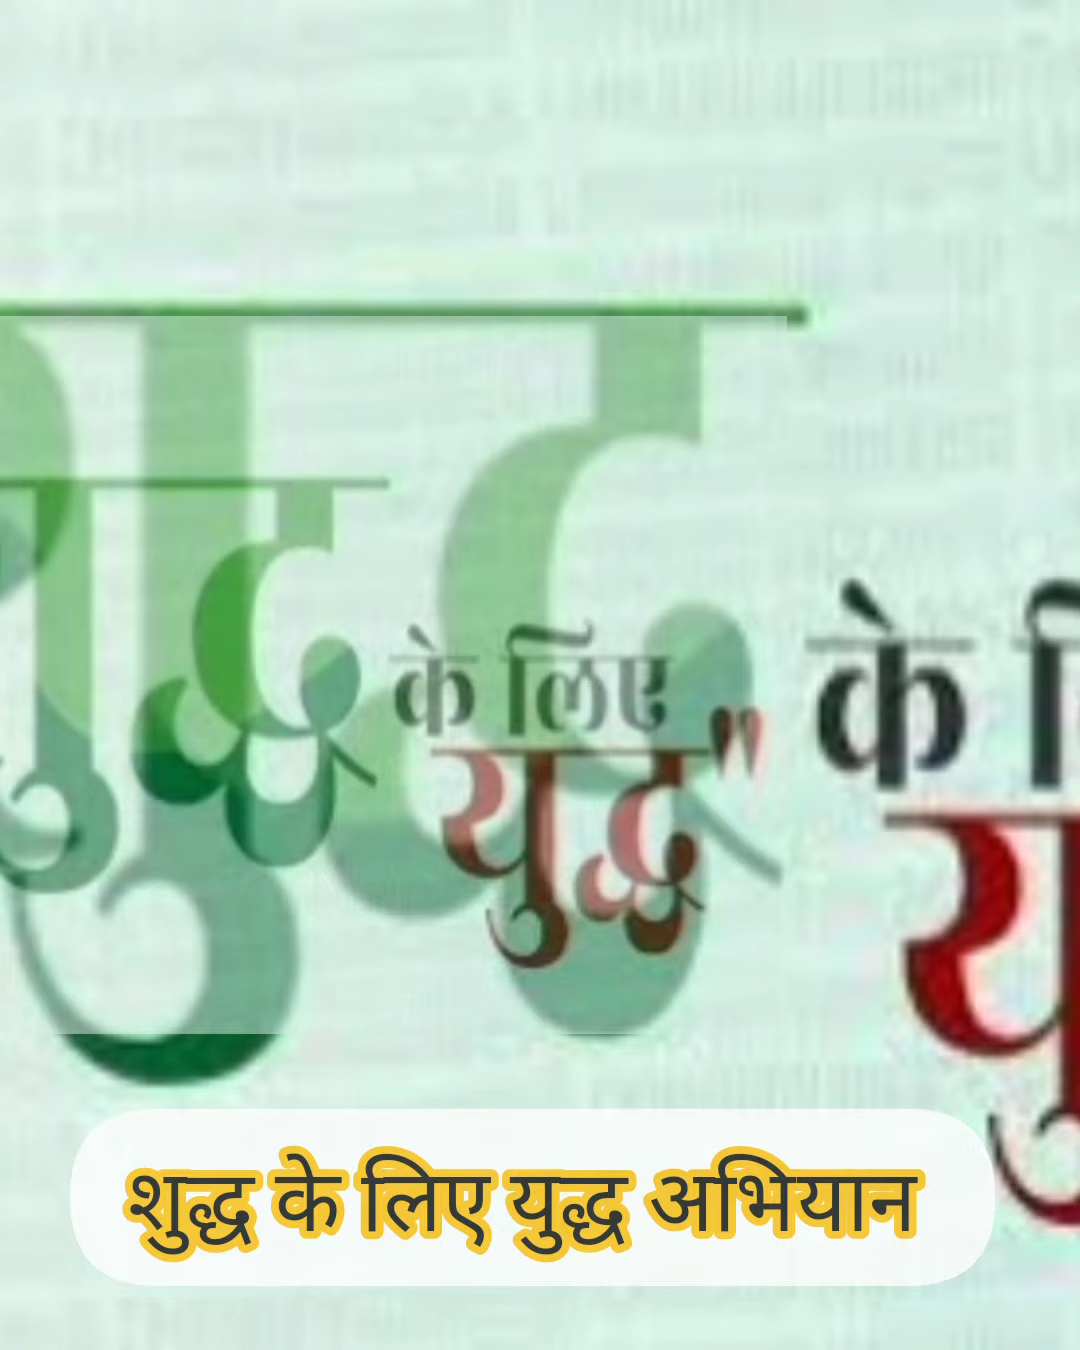 शुद्ध
शुद्ध
के लिए
युद्ध"
के
शुद्ध के लिए युद्ध अभियान